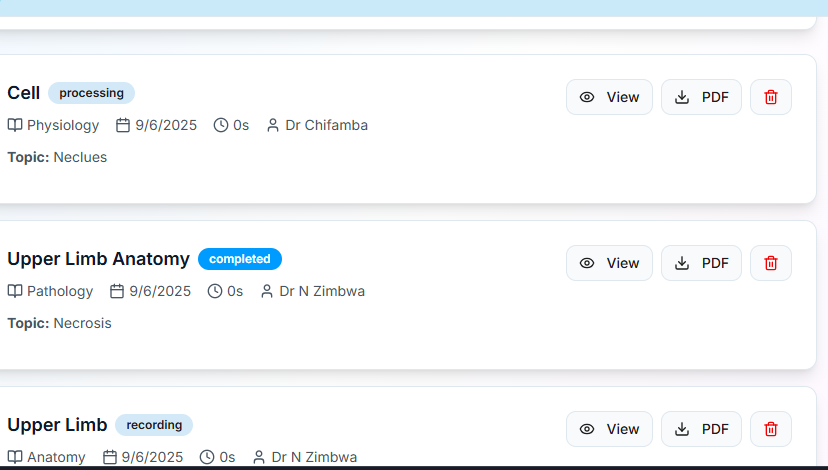 Cell processing View PDF
Physiology 9/6/2025 0s Dr Chifamba
Topic: Neclues
Upper Limb Anatomy completed View PDF
Pathology 9/6/2025 0s Dr N Zimbwa
Topic: Necrosis
Upper Limb recording View PDF
Anatomy 9/6/2025 0s Dr N Zimbwa